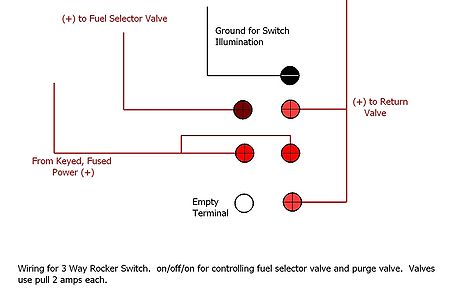 (+) to Fuel Selector Valve
Ground for Switch
Illumination
(+) to Return
Valve
From Keyed, Fused
Power (+)
Empty
Terminal
Wiring for 3 Way Rocker Switch.  on/off/on for controlling fuel selector valve and purge valve.  Valves
use pull 2 amps each.